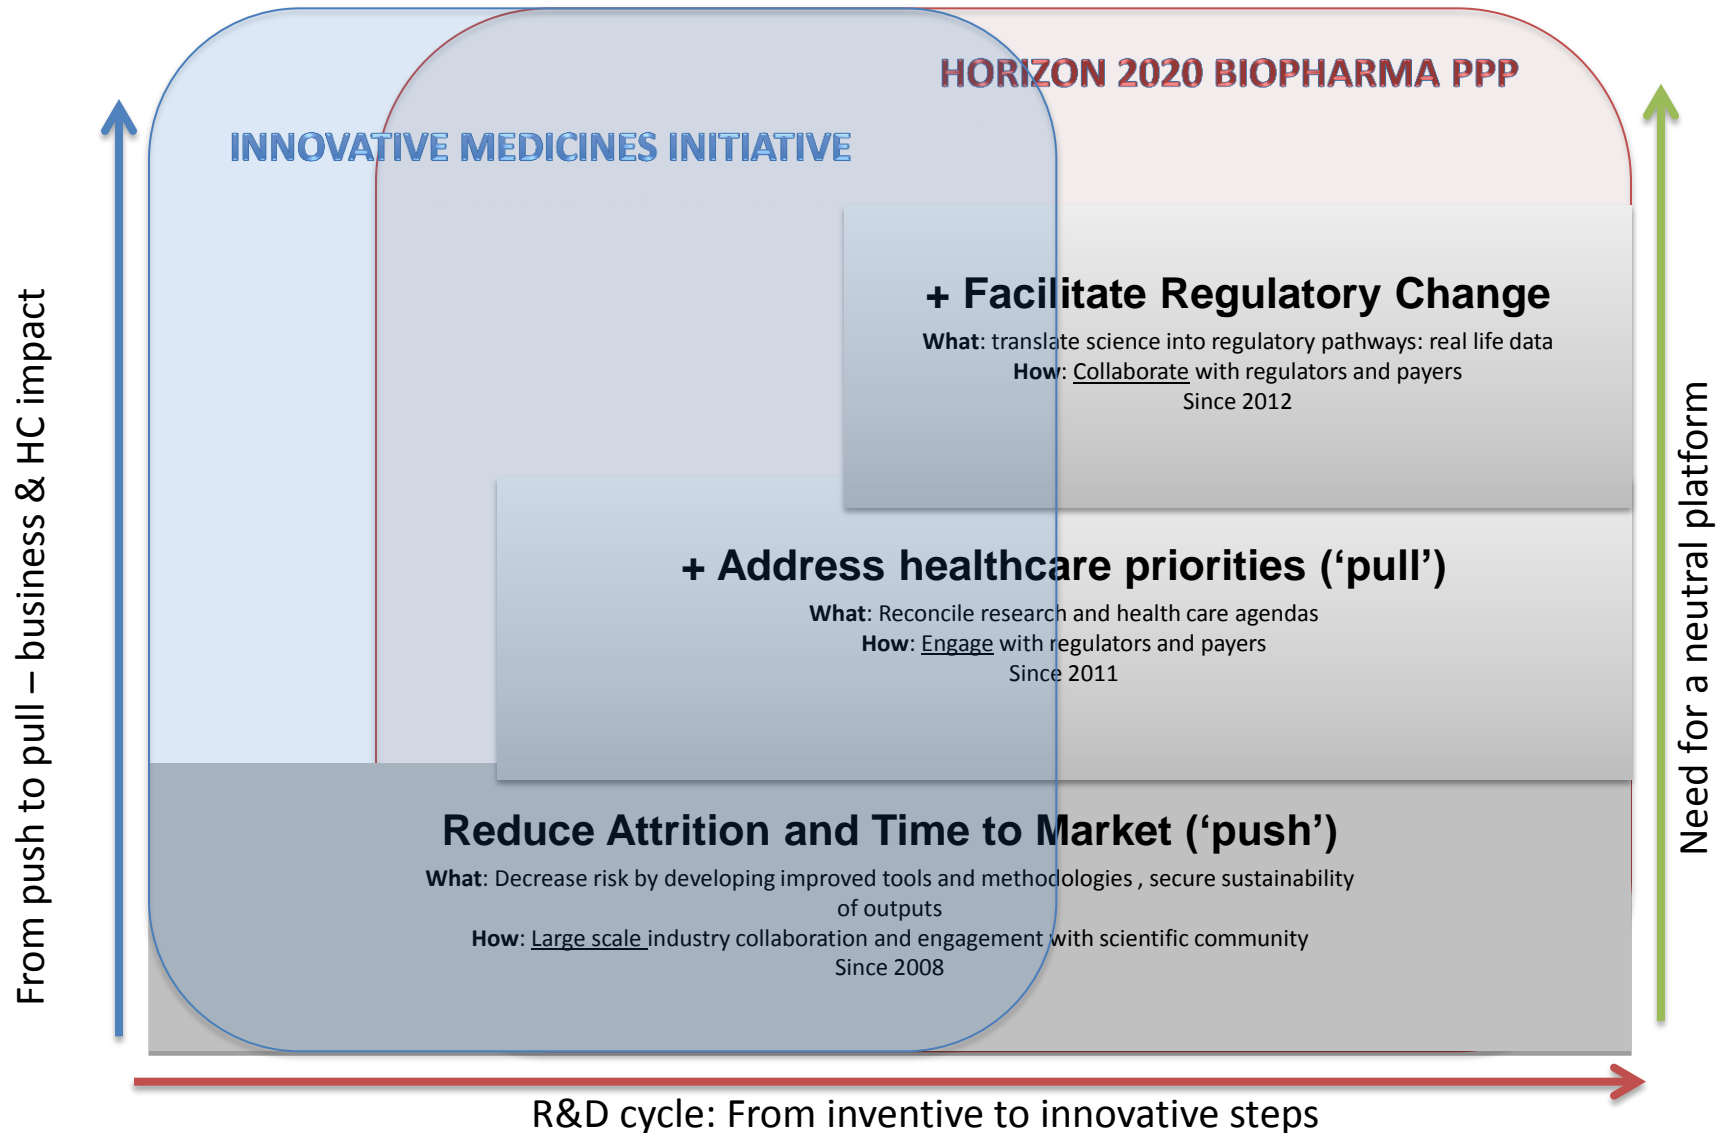 HORIZON 2020 BIOPHARMA PPP
INNOVATIVE MEDICINES INITIATIVE
From push to pull – business & HC impact
+ Facilitate Regulatory Change
What: translate science into regulatory pathways: real life data
How: Collaborate with regulators and payers
Since 2012
+ Address healthcare priorities (‘pull’)
What: Reconcile research and health care agendas
How: Engage with regulators and payers
Since 2011
Reduce Attrition and Time to Market (‘push’)
What: Decrease risk by developing improved tools and methodologies , secure sustainability
of outputs
How: Large scale industry collaboration and engagement with scientific community
Since 2008
Need for a neutral platform
R&D cycle: From inventive to innovative steps